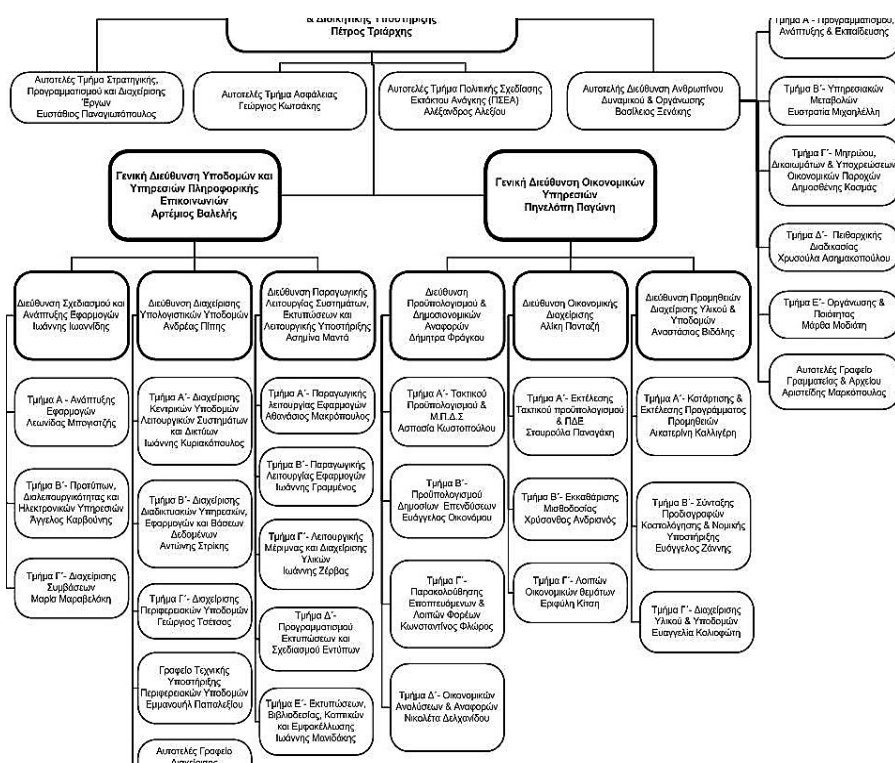 & Διοικητικής Υποστήριξης
Πέτρος Τριάρχης
Τμήμα Α΄ - Προγραμματισμού,
Ανάπτυξης & Εκπαίδευσης
Αυτοτελές Τμήμα Στρατηγικής,
Προγραμματισμού και Διαχείρισης
Έργων
Ευστάθιος Παναγιωτόπουλος
Αυτοτελές Τμήμα Ασφάλειας
Γεώργιος Κωτσάκης
Αυτοτελές Τμήμα Πολιτικής Σχεδίασης
Εκτάκτου Ανάγκης (ΠΣΕΑ)
Αλέξανδρος Αλεξίου
Αυτοτελής Διεύθυνση Ανθρωπίνου
Δυναμικού & Οργάνωσης
Βασίλειος Ξενάκης
Τμήμα Β΄- Υπηρεσιακών
Μεταβολών
Ευστρατία Μιχαηλέλλη
Τμήμα Γ΄- Μητρώου,
Δικαιωμάτων & Υποχρεώσεων
Οικονομικών Παροχών
Δημοσθένης Κοσμάς
Τμήμα Δ΄- Πειθαρχικής
Διαδικασίας
Χρυσούλα Ασημακοπούλου
Τμήμα Ε΄- Οργάνωσης &
Ποιότητας
Μάρθα Μοδιάτη
Αυτοτελές Γραφείο
Γραμματείας & Αρχείου
Αριστείδης Μαρκόπουλος
Γενική Διεύθυνση Υποδομών και
Υπηρεσιών Πληροφορικής
Επικοινωνιών
Αρτέμιος Βαλελής
Γενική Διεύθυνση Οικονομικών
Υπηρεσιών
Πηνελόπη Παγώνη
Διεύθυνση Σχεδιασμού και
Ανάπτυξης Εφαρμογών
Ιωάννης Ιωαννίδης
Τμήμα Α - Ανάπτυξης
Εφαρμογών
Λεωνίδας Μπογιατζής
Τμήμα Β΄- Προτύπων,
Διαλειτουργικότητας και
Ηλεκτρονικών Υπηρεσιών
Άγγελος Καρβούνης
Τμήμα Γ΄- Διαχείρισης
Συμβάσεων
Μαρία Μαραβελάκη
Διεύθυνση Διαχείρισης
Υπολογιστικών Υποδομών
Ανδρέας Πίπης
Τμήμα Α΄- Διαχείρισης
Κεντρικών Υποδομών
Λειτουργικών Συστημάτων
και Δικτύων
Ιωάννης Κυριακόπουλος
Τμήμα Β΄- Διαχείρισης
Διαδικτυακών Υπηρεσιών,
Εφαρμογών και Βάσεων
Δεδομένων
Αντώνης Στρίκης
Τμήμα Γ΄- Διαχείρισης
Περιφερειακών Υποδομών
Γεώργιος Τσέτσας
Γραφείο Τεχνικής
Υποστήριξης
Περιφερειακών Υποδομών
Εμμανουήλ Παπαλεξίου
Αυτοτελές Γραφείο
Διαχείρισης
Διεύθυνση Παραγωγικής
Λειτουργίας Συστημάτων,
Εκτυπώσεων και
Λειτουργικής Υποστήριξης
Ασημίνα Μαντά
Τμήμα Α΄- Παραγωγικής
λειτουργίας Εφαρμογών
Αθανάσιος Μακρόπουλος
Τμήμα Β΄- Παραγωγικής
Λειτουργίας Εφαρμογών
Ιωάννης Γραμμένος
Τμήμα Γ΄- Λειτουργικής
Μέριμνας και Διαχείρισης
Υλικών
Ιωάννης Ζέρβας
Τμήμα Δ΄-
Προγραμματισμού
Εκτυπώσεων και
Σχεδιασμού Εντύπων
Τμήμα Ε΄- Εκτυπώσεων,
Βιβλιοδεσίας, Κοπτικών
και Εμφακέλλωσης
Ιωάννης Μανιδάκης
Διεύθυνση
Προϋπολογισμού &
Δημοσιονομικών
Αναφορών
Δήμητρα Φράγκου
Τμήμα Α΄- Τακτικού
Προϋπολογισμού &
Μ.Π.Δ.Σ
Ασπασία Κωστοπούλου
Τμήμα Β΄-
Προϋπολογισμού
Δημοσίων Επενδύσεων
Ευάγγελος Οικονόμου
Τμήμα Γ΄-
Παρακολούθησης
Εποπτευόμενων &
Λοιπών Φορέων
Κωνσταντίνος Φλώρος
Τμήμα Δ΄- Οικονομικών
Αναλύσεων & Αναφορών
Νικολέτα Δελχανίδου
Διεύθυνση Οικονομικής
Διαχείρισης
Αλίκη Πανταζή
Τμήμα Α΄- Εκτέλεσης
Τακτικού προϋπολογισμού
& ΠΔΕ
Σταυρούλα Παναγάκη
Τμήμα Β΄- Εκκαθάρισης
Μισθοδοσίας
Χρύσανθος Ανδριανός
Τμήμα Γ΄- Λοιπών
Οικονομικών θεμάτων
Εριφύλη Κίτση
Διεύθυνση Προμηθειών
Διαχείρισης Υλικού &
Υποδομών
Αναστάσιος Βιδάλης
Τμήμα Α΄- Κατάρτισης &
Εκτέλεσης Προγράμματος
Προμηθειών
Αικατερίνη Καλλιγέρη
Τμήμα Β΄- Σύνταξης
Προδιαγραφών
Κοστολόγησης & Νομικής
Υποστήριξης
Ευάγγελος Ζάννης
Τμήμα Γ΄- Διαχείρισης
Υλικού & Υποδομών
Ευαγγελία Καλιοφώτη